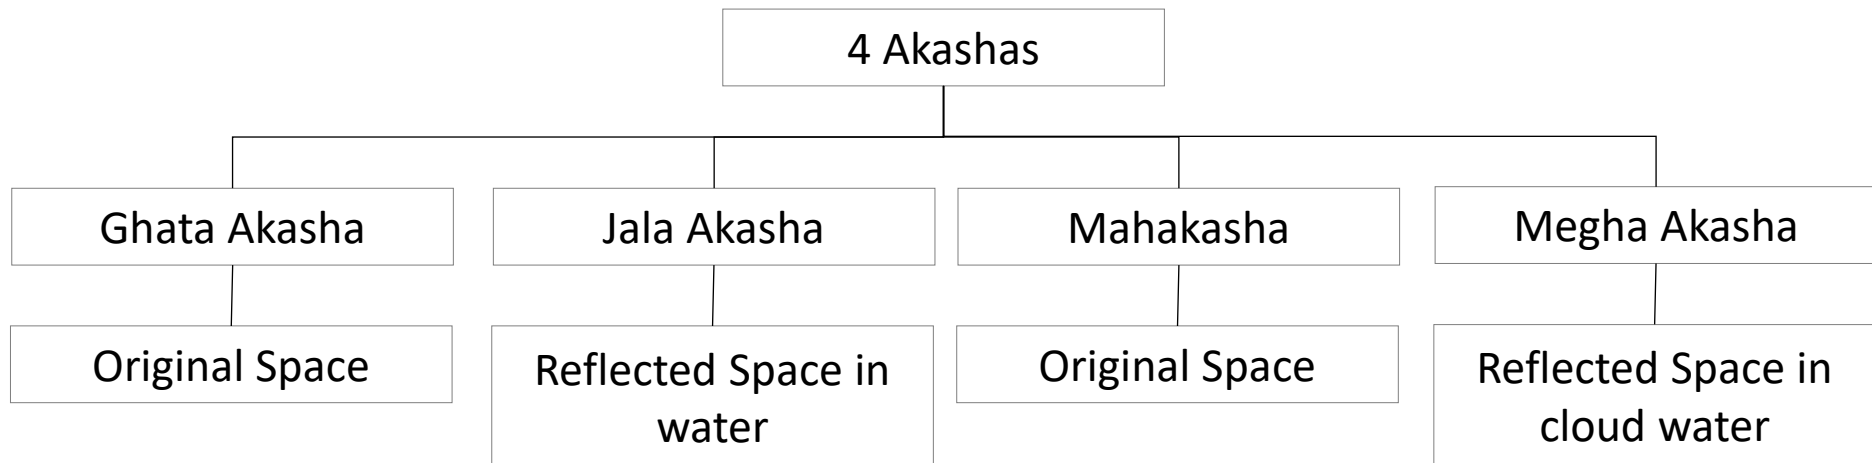 4 Akashas
Ghata Akasha
Jala Akasha
Mahakasha
Megha Akasha
Original Space
Reflected Space in
water
Original Space
Reflected Space in
cloud water